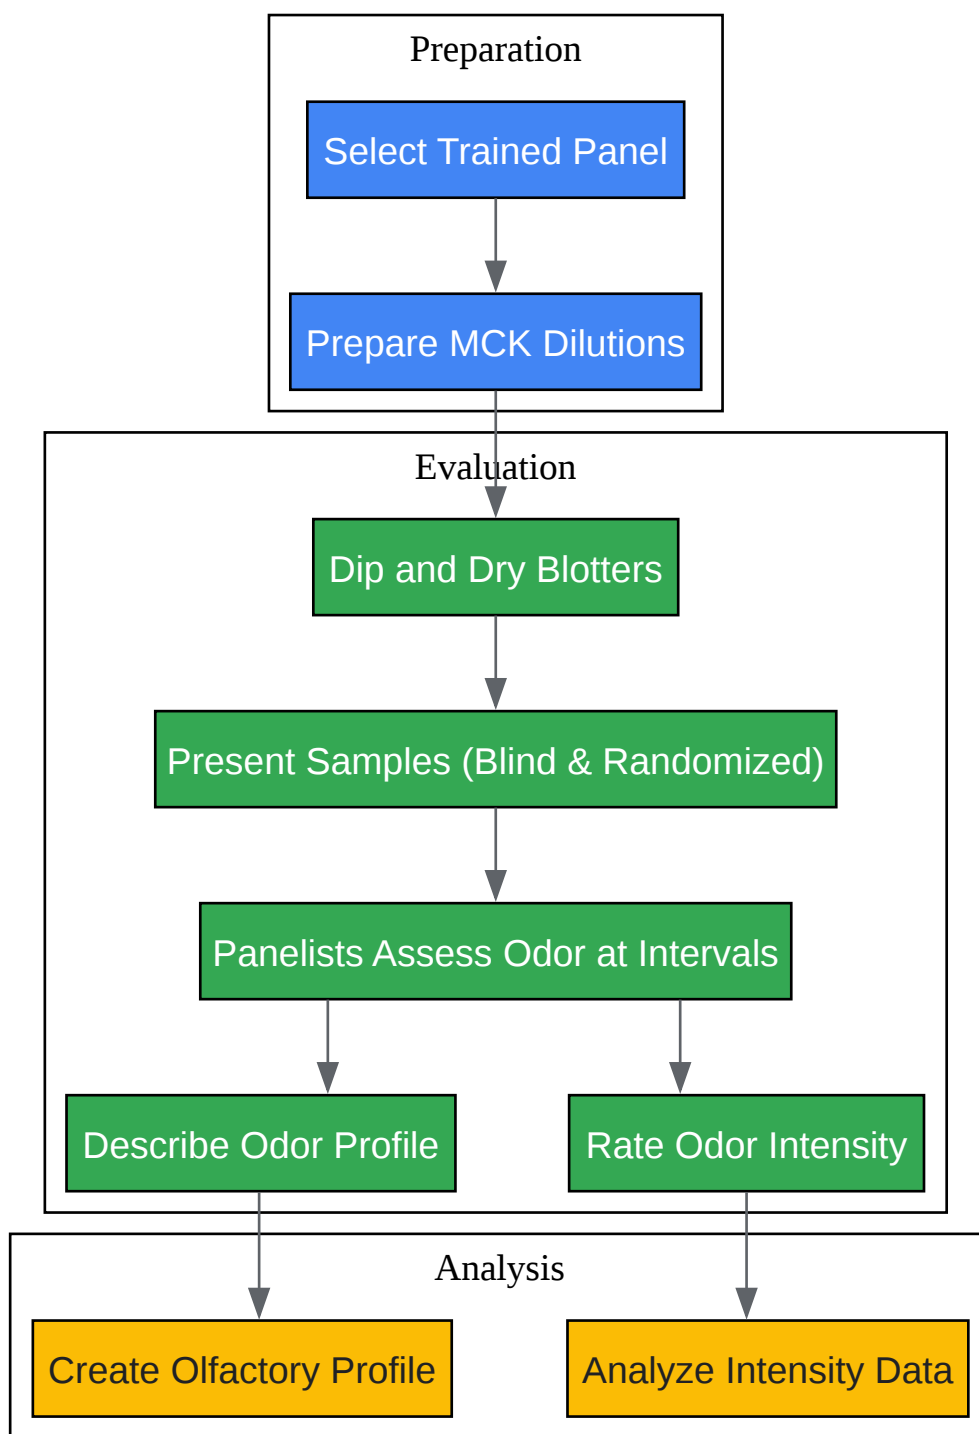 Preparation
Select Trained Panel
Prepare MCK Dilutions
Evaluation
Dip and Dry Blotters
Present Samples (Blind & Randomized)
Panelists Assess Odor at Intervals
Describe Odor Profile
Rate Odor Intensity
Analysis
Create Olfactory Profile
Analyze Intensity Data